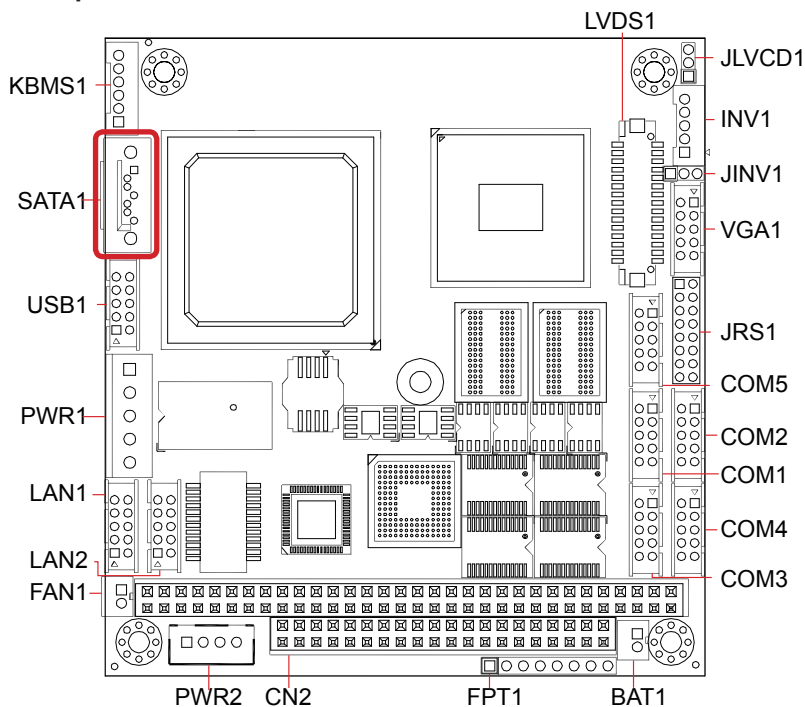 LVDS1
JLVCD1
KBMS1
INV1
JINV1
SATA1
VGA1
USB1
JRS1
COM5
PWR1
COM2
COM1
LAN1
COM4
LAN2
COM3
FAN1
PWR2
CN2
FPT1
BAT1